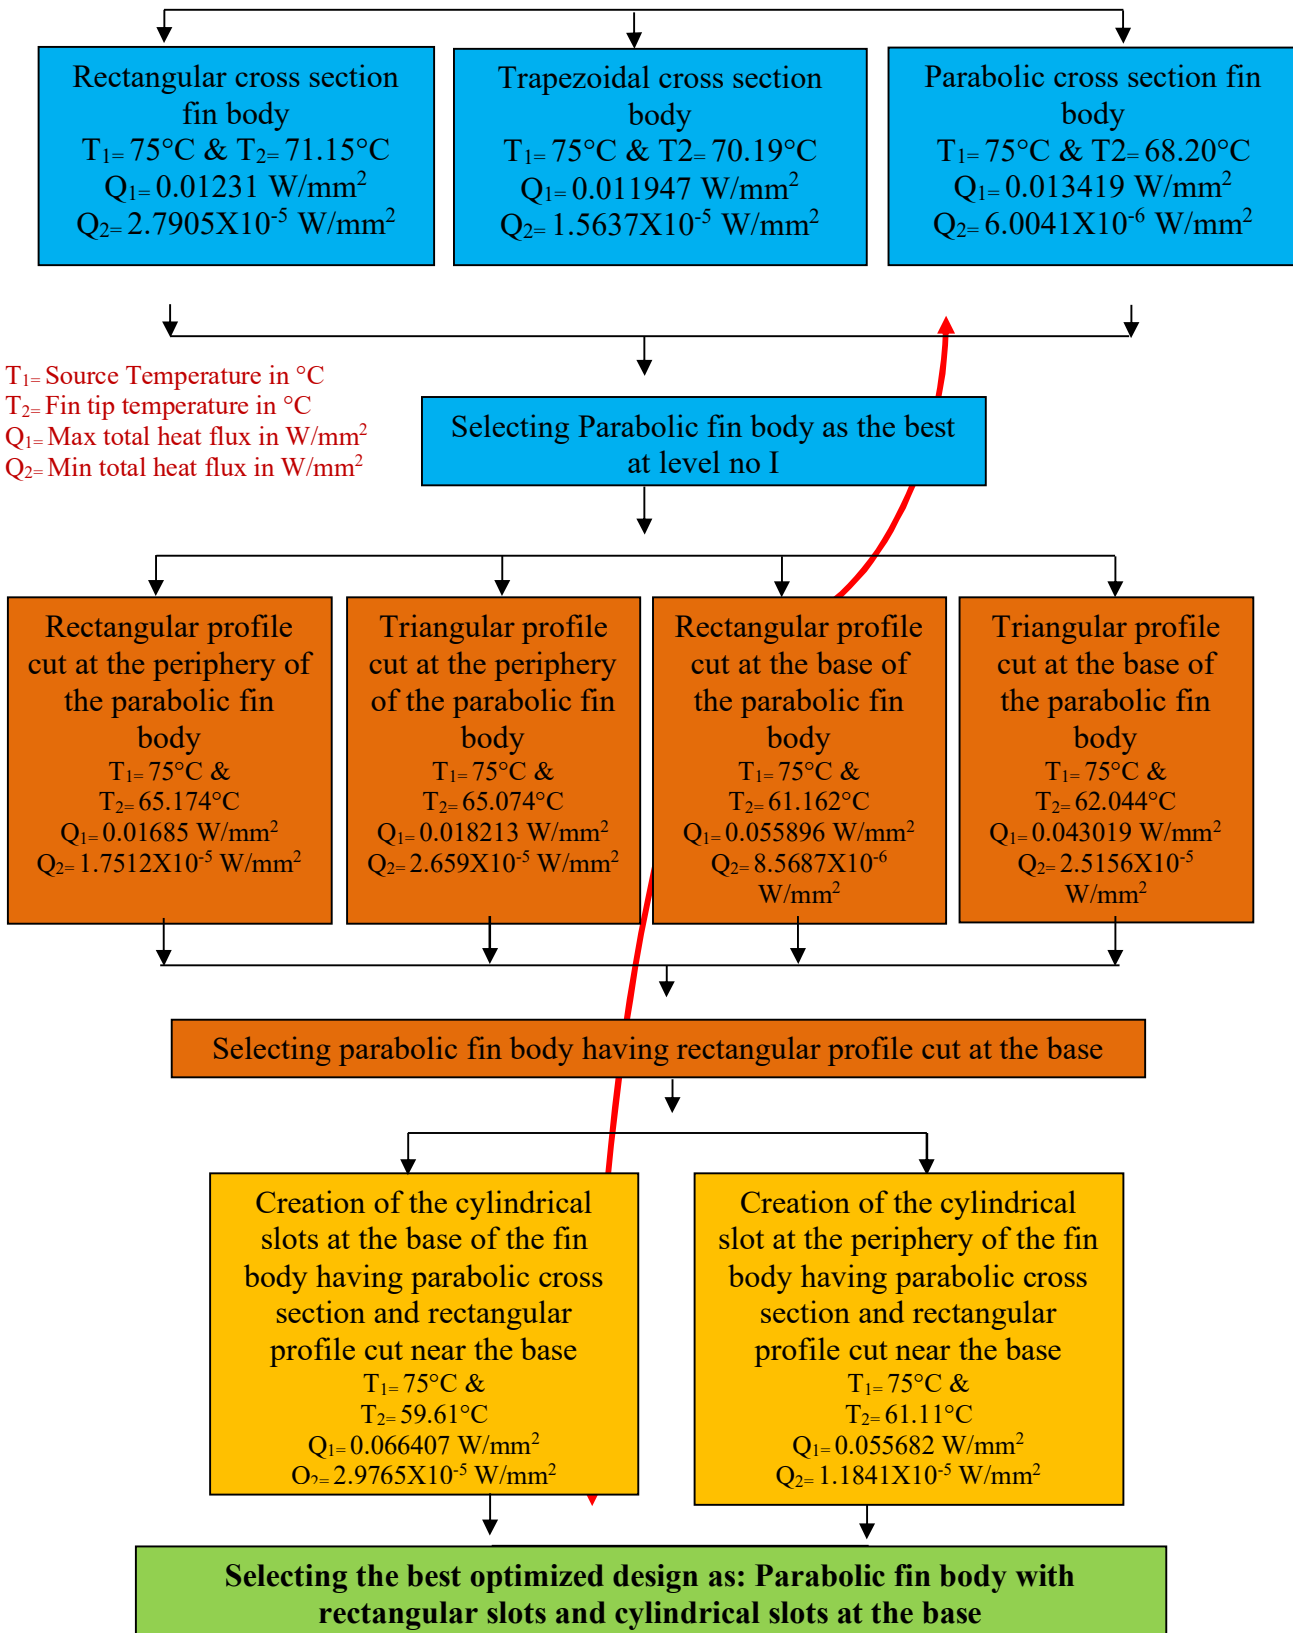 Rectangular cross section
fin body
T₁= 75°C & T₂= 71.15°C
Q₁= 0.01231 W/mm²
Q₂= 2.7905X10⁻⁵ W/mm²
Trapezoidal cross section
body
T₁= 75°C & T2= 70.19°C
Q₁= 0.011947 W/mm²
Q₂= 1.5637X10⁻⁵ W/mm²
Parabolic cross section fin
body
T₁= 75°C & T2= 68.20°C
Q₁= 0.013419 W/mm²
Q₂= 6.0041X10⁻⁶ W/mm²
T₁= Source Temperature in °C
T₂= Fin tip temperature in °C
Q₁= Max total heat flux in W/mm²
Q₂= Min total heat flux in W/mm²
Selecting Parabolic fin body as the best
at level no I
Rectangular profile
cut at the periphery of
the parabolic fin
body
T₁= 75°C &
T₂= 65.174°C
Q₁= 0.01685 W/mm²
Q₂= 1.7512X10⁻⁵ W/mm²
Triangular profile
cut at the periphery
of the parabolic fin
body
T₁= 75°C &
T₂= 65.074°C
Q₁= 0.018213 W/mm²
Q₂= 2.659X10⁻⁵ W/mm²
Rectangular profile
cut at the base of
the parabolic fin
body
T₁= 75°C &
T₂= 61.162°C
Q₁= 0.055896 W/mm²
Q₂= 8.5687X10⁻⁶
W/mm²
Triangular profile
cut at the base of
the parabolic fin
body
T₁= 75°C &
T₂= 62.044°C
Q₁= 0.043019 W/mm²
Q₂= 2.5156X10⁻⁵
W/mm²
Selecting parabolic fin body having rectangular profile cut at the base
Creation of the cylindrical
slots at the base of the fin
body having parabolic cross
section and rectangular
profile cut near the base
T₁= 75°C &
T₂= 59.61°C
Q₁= 0.066407 W/mm²
Q₂= 2.9765X10⁻⁵ W/mm²
Creation of the cylindrical
slot at the periphery of the fin
body having parabolic cross
section and rectangular
profile cut near the base
T₁= 75°C &
T₂= 61.11°C
Q₁= 0.055682 W/mm²
Q₂= 1.1841X10⁻⁵ W/mm²
Selecting the best optimized design as: Parabolic fin body with
rectangular slots and cylindrical slots at the base